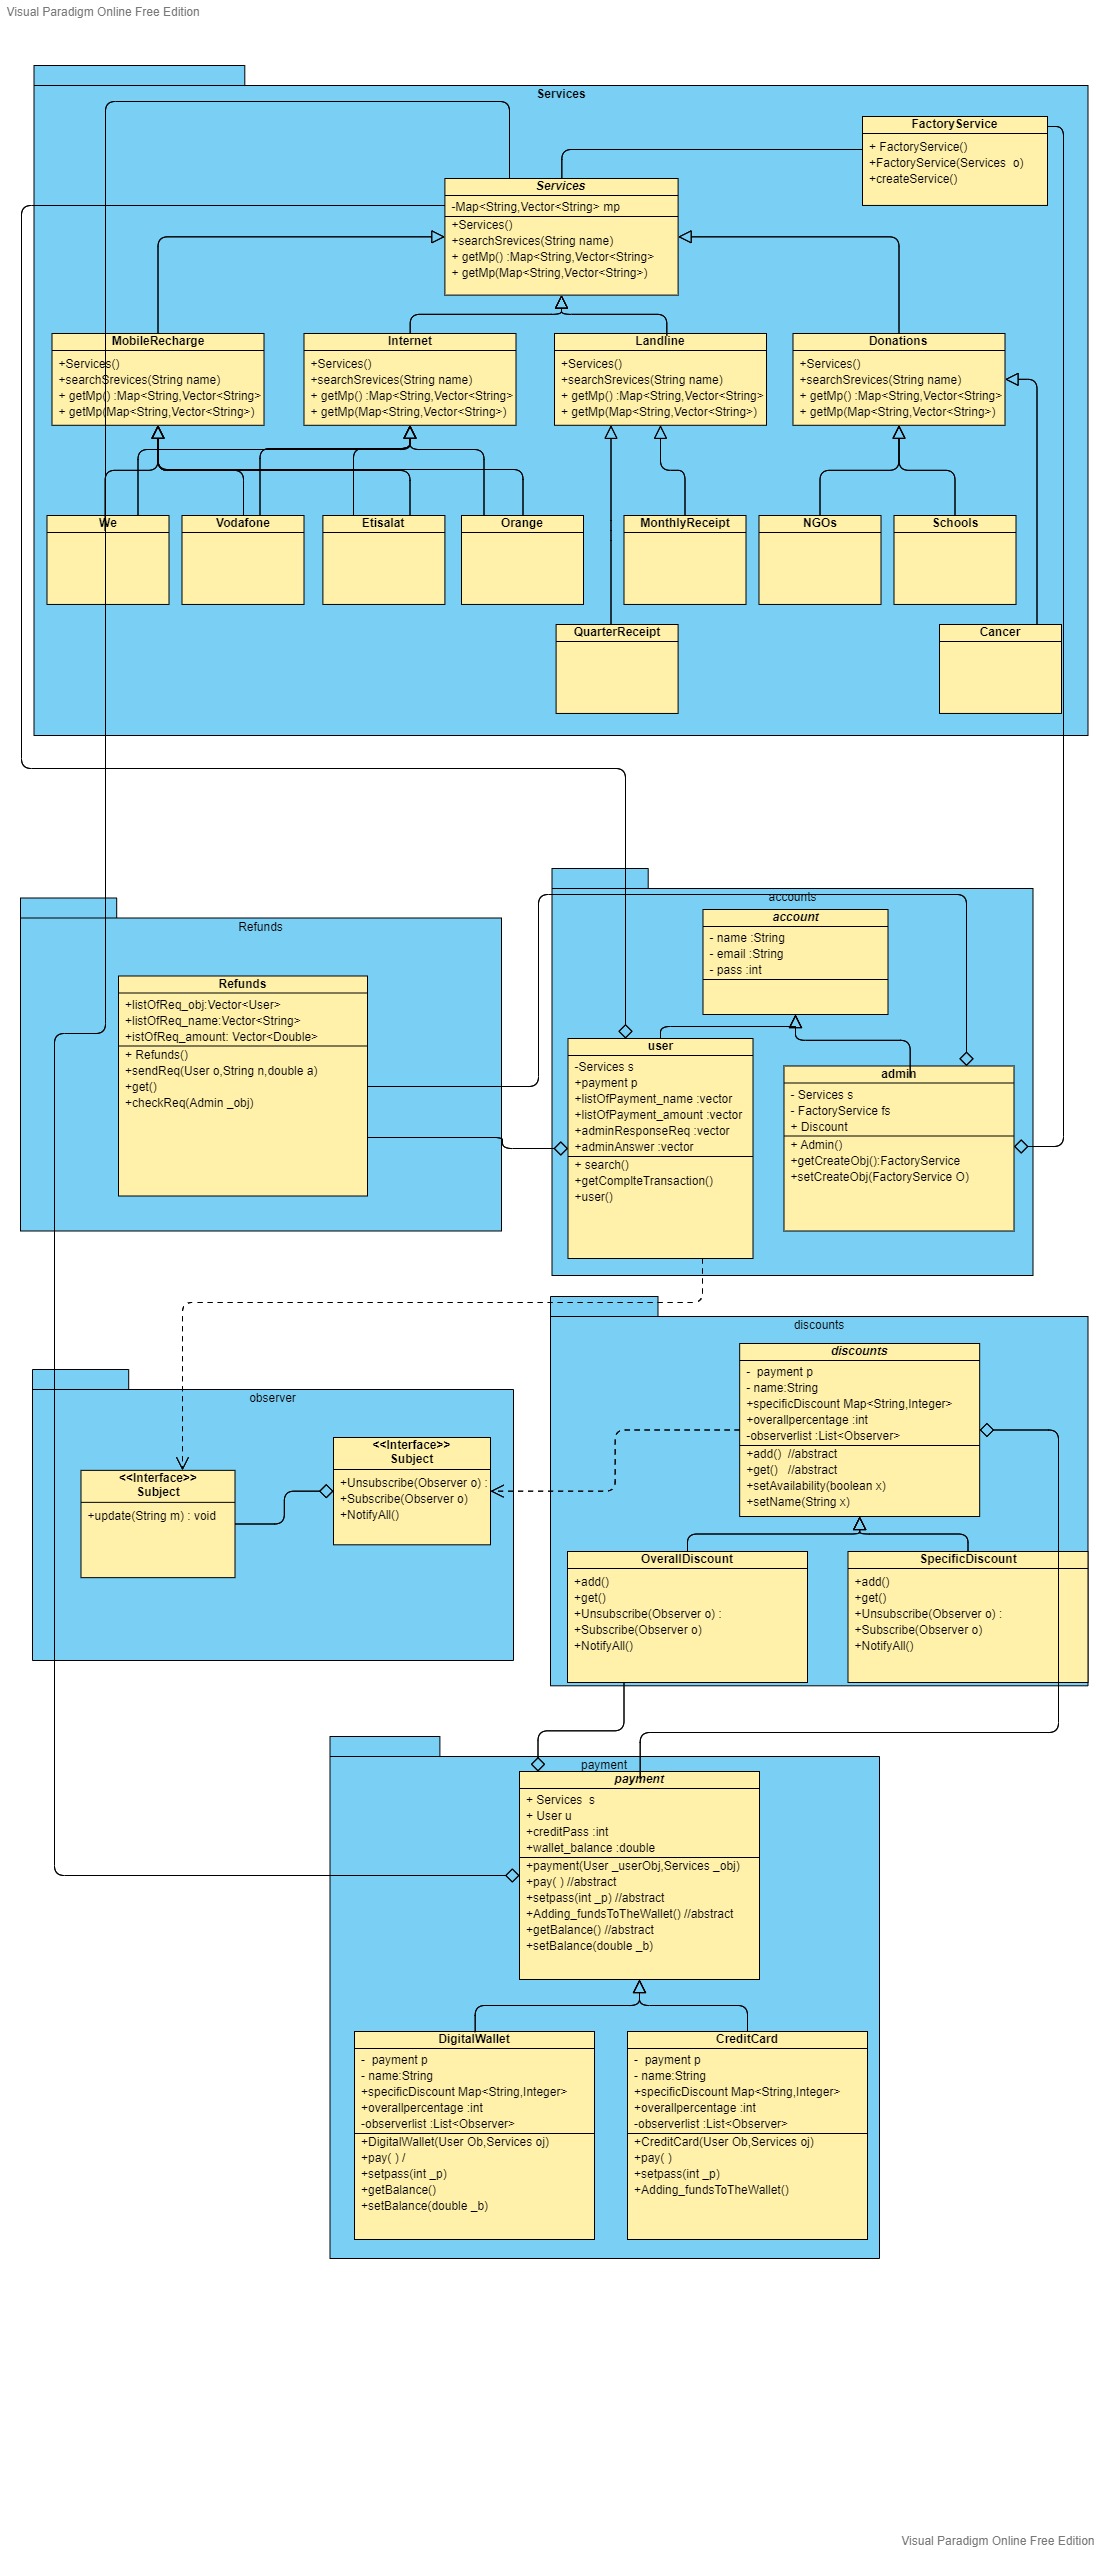 Visual Paradigm Online Free Edition
Services
FactoryService
+ FactoryService()
+FactoryService(Services o)
+createService()
Services
-Map<String,Vector<String> mp
+Services()
+searchSrevices(String name)
+ getMp() :Map<String,Vector<String>
+ getMp(Map<String,Vector<String>)
MobileRecharge
+Services()
+searchSrevices(String name)
+ getMp() :Map<String,Vector<String>
+ getMp(Map<String,Vector<String>)
Internet
+Services()
+searchSrevices(String name)
+ getMp() :Map<String,Vector<String>
+ getMp(Map<String,Vector<String>)
Landline
+Services()
+searchSrevices(String name)
+ getMp() :Map<String,Vector<String>
+ getMp(Map<String,Vector<String>)
Donations
+Services()
+searchSrevices(String name)
+ getMp() :Map<String,Vector<String>
+ getMp(Map<String,Vector<String>)
We
Vodafone
Etisalat
Orange
MonthlyReceipt
NGOs
Schools
QuarterReceipt
Cancer
Refunds
Refunds
+listOfReq_obj:Vector<User>
+listOfReq_name:Vector<String>
+istOfReq_amount: Vector<Double>
+ Refunds()
+sendReq(User o,String n,double a)
+get()
+checkReq(Admin _obj)
accounts
account
- name :String
- email :String
- pass :int
user
-Services s
+payment p
+listOfPayment_name :vector
+listOfPayment_amount :vector
+adminResponseReq :vector
+adminAnswer :vector
+ search()
+getComplteTransaction()
+user()
admin
- Services s
- FactoryService fs
+ Discount
+ Admin()
+getCreateObj():FactoryService
+setCreateObj(FactoryService O)
observer
<<Interface>>
Subject
+update(String m) : void
<<Interface>>
Subject
+Unsubscribe(Observer o) :
+Subscribe(Observer o)
+NotifyAll()
discounts
discounts
- payment p
- name:String
+specificDiscount Map<String,Integer>
+overallpercentage :int
-observerlist :List<Observer>
+add() //abstract
+get() //abstract
+setAvailability(boolean x)
+setName(String x)
OverallDiscount
+add()
+get()
+Unsubscribe(Observer o) :
+Subscribe(Observer o)
+NotifyAll()
SpecificDiscount
+add()
+get()
+Unsubscribe(Observer o) :
+Subscribe(Observer o)
+NotifyAll()
payment
payment
+ Services s
+ User u
+creditPass :int
+wallet_balance :double
+payment(User _userObj,Services _obj)
+pay( ) //abstract
+setpass(int _p) //abstract
+Adding_fundsToTheWallet() //abstract
+getBalance() //abstract
+setBalance(double _b)
DigitalWallet
- payment p
- name:String
+specificDiscount Map<String,Integer>
+overallpercentage :int
-observerlist :List<Observer>
+DigitalWallet(User Ob,Services oj)
+pay( ) /
+setpass(int _p)
+getBalance()
+setBalance(double _b)
CreditCard
- payment p
- name:String
+specificDiscount Map<String,Integer>
+overallpercentage :int
-observerlist :List<Observer>
+CreditCard(User Ob,Services oj)
+pay( )
+setpass(int _p)
+Adding_fundsToTheWallet()
Visual Paradigm Online Free Edition